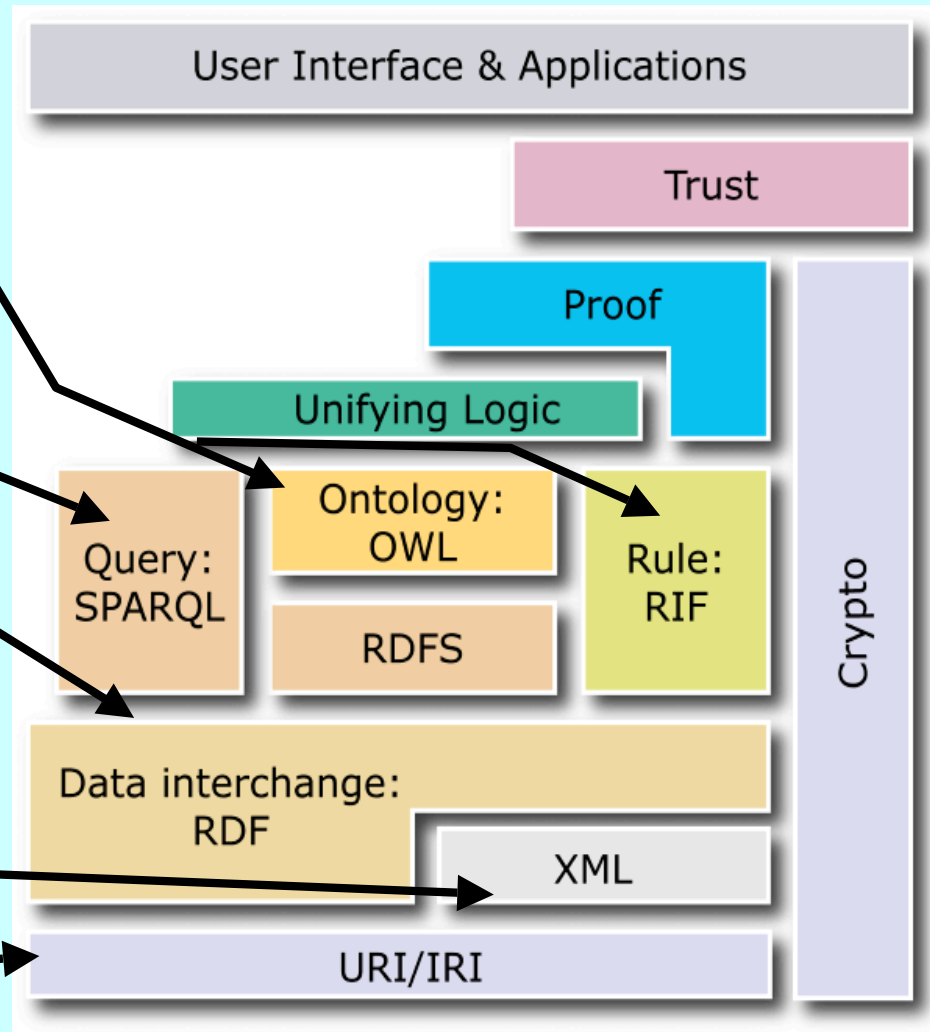 User Interface & Applications
Trust
Proof
Unifying Logic
Query:
SPARQL
Ontology:
OWL
RDFS
Rule:
RIF
Crypto
Data interchange:
RDF
XML
URI/IRI